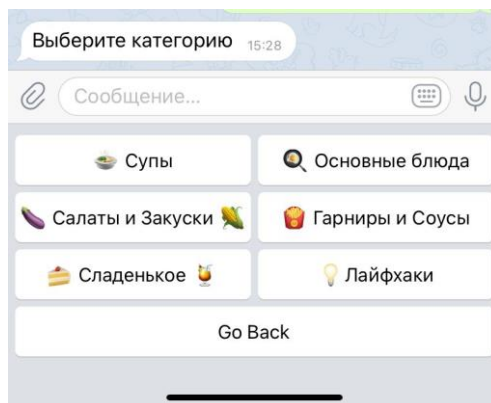 Выберите категорию 15:28
Сообщение...
🍲 Супы
🍳 Основные блюда
🍆 Салаты и Закуски 🌽
🍟 Гарниры и Соусы
🍰 Сладенькое 🍹
💡 Лайфхаки
Go Back